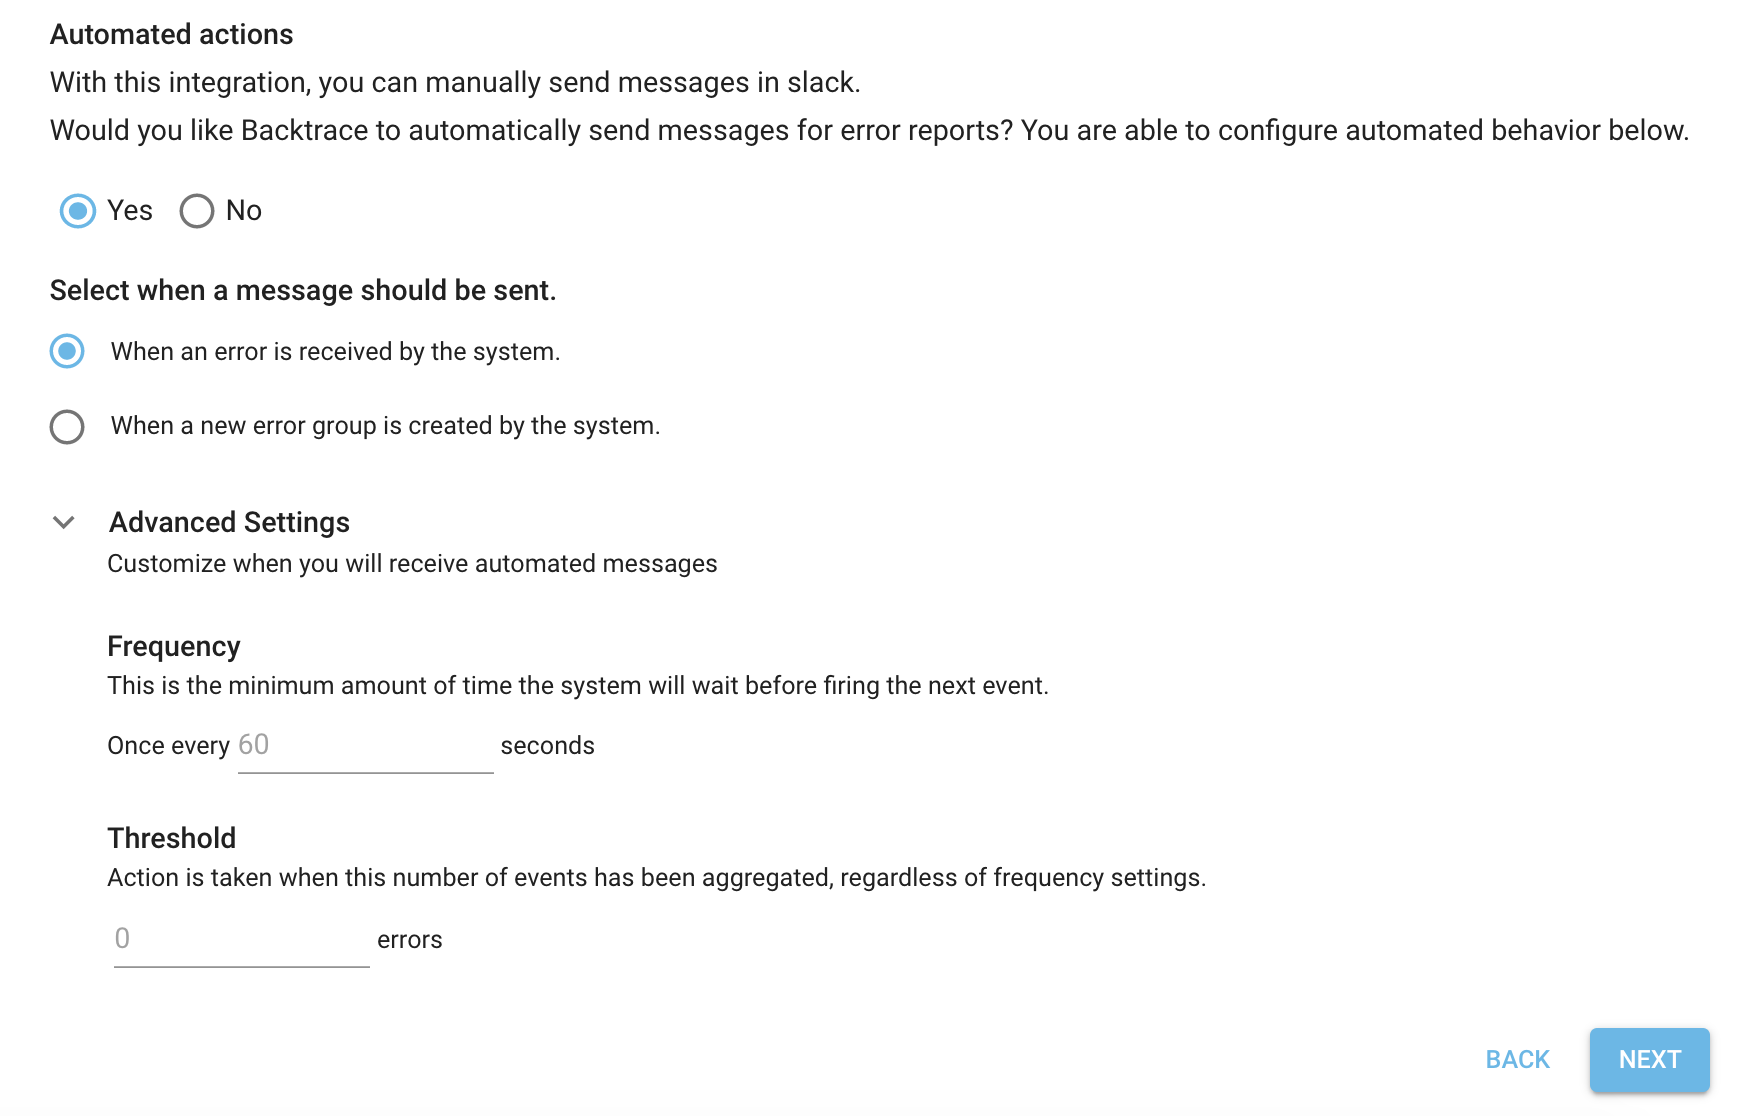 Automated actions
With this integration, you can manually send messages in slack.
Would you like Backtrace to automatically send messages for error reports? You are able to configure automated behavior below.
Yes No
Select when a message should be sent.
When an error is received by the system.
When a new error group is created by the system.
Advanced Settings
Customize when you will receive automated messages
Frequency
This is the minimum amount of time the system will wait before firing the next event.
Once every 60 seconds
Threshold
Action is taken when this number of events has been aggregated, regardless of frequency settings.
0 errors
BACK NEXT